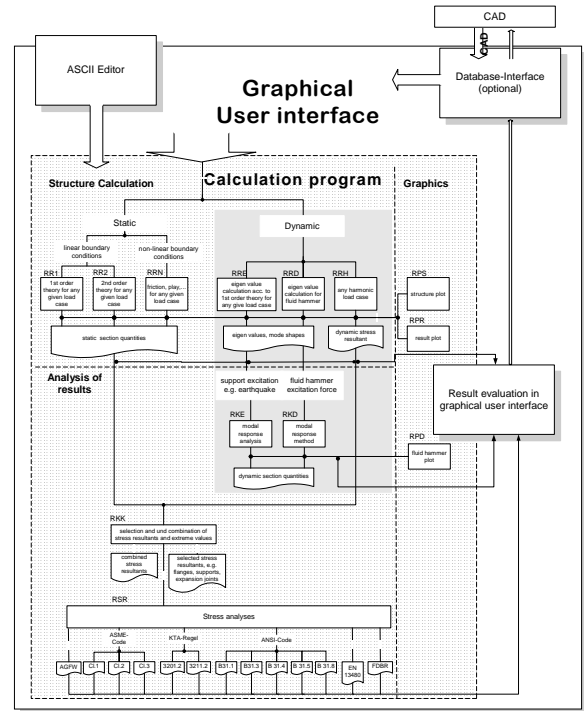 CAD
CAD
ASCII Editor
Database-Interface
(optional)
Graphical
User interface
Structure Calculation
Calculation program
Graphics
Static
Dynamic
linear boundary
conditions
non-linear boundary
conditions
RR1
RR2
RRN
RRE
RRD
RRH
RPS
1st order
theory for any
given load
case
2nd order
theory for any
given load
case
friction, play,...
for any given
load case
eigen value
calculation acc. to
1st order theory for
any give load case
eigen value
calculation for
fluid hammer
any harmonic
load case
structure plot
RPR
result plot
static section quantities
eigen values, mode shapes
dynamic stress
resultant
Analysis of
results
support excitation
e.g. earthquake
fluid hammer
excitation force
Result evaluation in
graphical user interface
RKE
RKD
modal
response
analysis
modal
response
method
RPD
fluid hammer
plot
dynamic section quantities
RKK
selection and und combination of
stress resultants and extreme values
combined
stress
resultants
selected stress
resultants, e.g.
flanges, supports,
expansion joints
RSR
Stress analyses
ASME-
Code
KTA-Regel
ANSI-Code
AGFW
Cl.1
Cl.2
Cl.3
3201.2
3211.2
B31.1
B31.3
B 31.4
B 31.5
B 31.8
EN
13480
FDBR